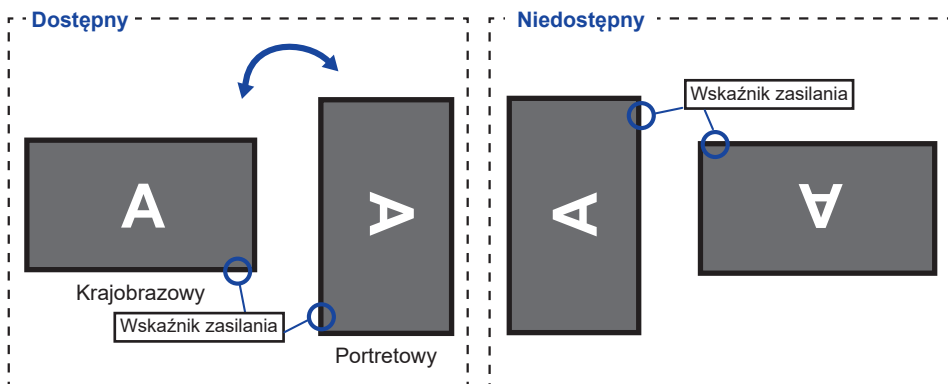 Dostępny
A
A
Krajobrazowy
Wskaźnik zasilania
Portretowy
Niedostępny
Wskaźnik zasilania
A
A